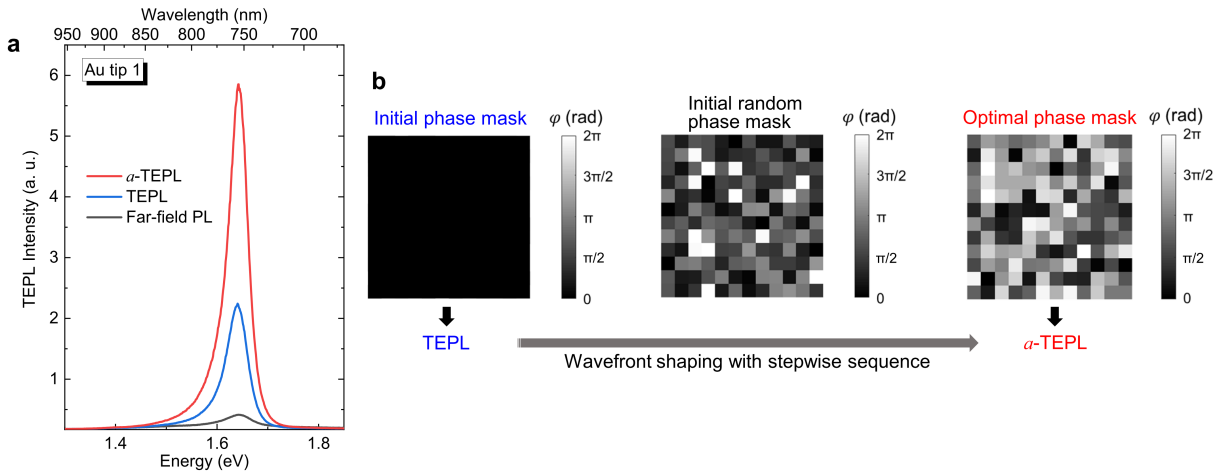 a
Wavelength (nm)
950 900 850 800 750 700
Au tip 1
TEPL Intensity (a. u.)
6
5
4
3
2
1
a-TEPL
TEPL
Far-field PL
1.4 1.6 1.8
Energy (eV)
b
Initial phase mask
φ (rad)
2π
3π/2
π
π/2
0
TEPL
Initial random
phase mask
φ (rad)
2π
3π/2
π
π/2
0
Optimal phase mask
φ (rad)
2π
3π/2
π
π/2
0
a-TEPL
Wavefront shaping with stepwise sequence